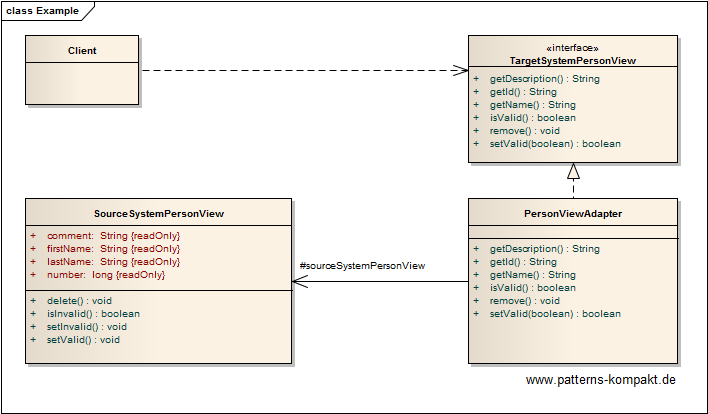 class Example
Client
«interface»
TargetSystemPersonView
+ getDescription() : String
+ getId() : String
+ getName() : String
+ isValid() : boolean
+ remove() : void
+ setValid(boolean) : boolean
SourceSystemPersonView
+ comment: String {readOnly}
+ firstName: String {readOnly}
+ lastName: String {readOnly}
+ number: long {readOnly}
+ delete() : void
+ isInvalid() : boolean
+ setInvalid() : void
+ setValid() : void
#sourceSystemPersonView
PersonViewAdapter
+ getDescription() : String
+ getId() : String
+ getName() : String
+ isValid() : boolean
+ remove() : void
+ setValid(boolean) : boolean
www.patterns-kompakt.de